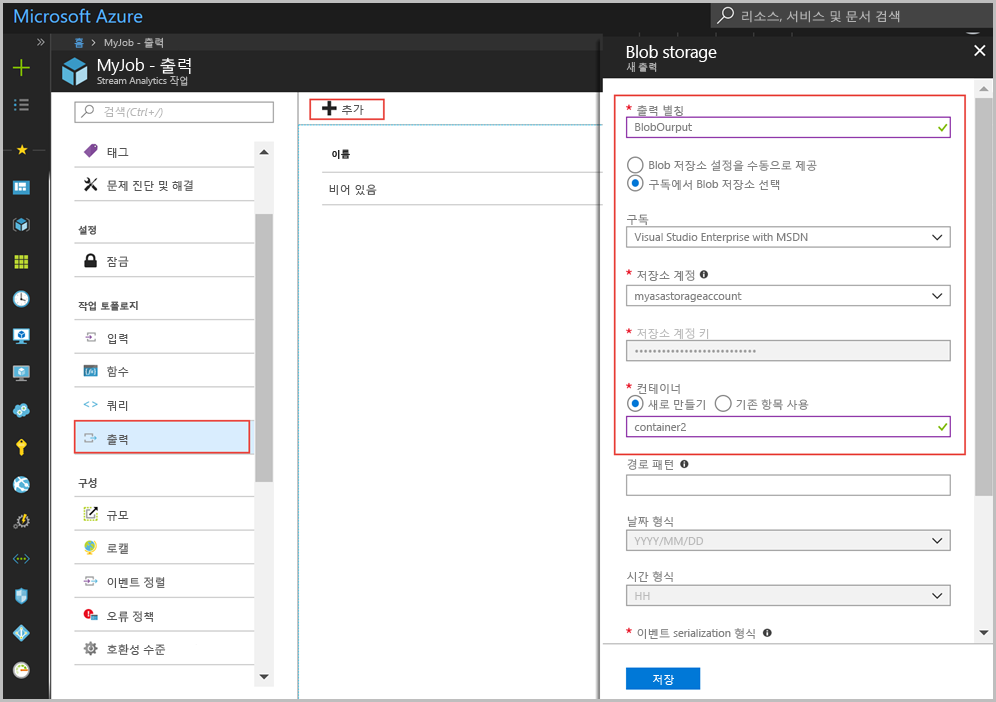 Microsoft Azure
리소스, 서비스 및 문서 검색
홈 > MyJob - 출력
MyJob - 출력
Stream Analytics 작업
검색(Ctrl+/)
태그
문제 진단 및 해결
설정
잠금
작업 토폴로지
입력
함수
쿼리
출력
구성
규모
로캘
이벤트 정렬
오류 정책
호환성 수준
추가
이름
비어 있음
Blob storage
새 출력
* 출력 별칭
BlobOurput
Blob 저장소 설정을 수동으로 제공
구독에서 Blob 저장소 선택
구독
Visual Studio Enterprise with MSDN
* 저장소 계정
myasastorageaccount
* 저장소 계정 키
* 컨테이너
새로 만들기 기존 항목 사용
container2
경로 패턴
날짜 형식
YYYY/MM/DD
시간 형식
HH
* 이벤트 serialization 형식
저장